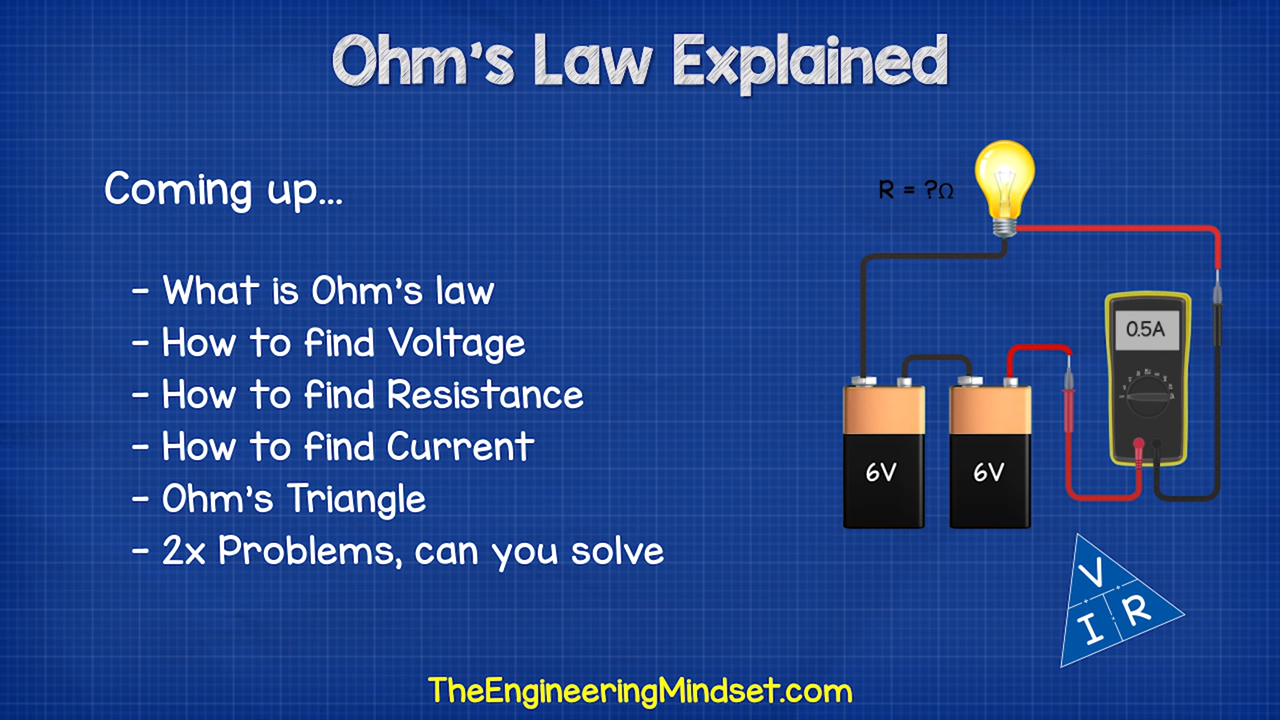 Ohm's Law Explained
Coming up...
- What is Ohm's law
- How to find Voltage
- How to find Resistance
- How to find Current
- Ohm's Triangle
- 2x Problems, can you solve
R = ?Ω
0.5A
6V
6V
V
I R
TheEngineeringMindset.com